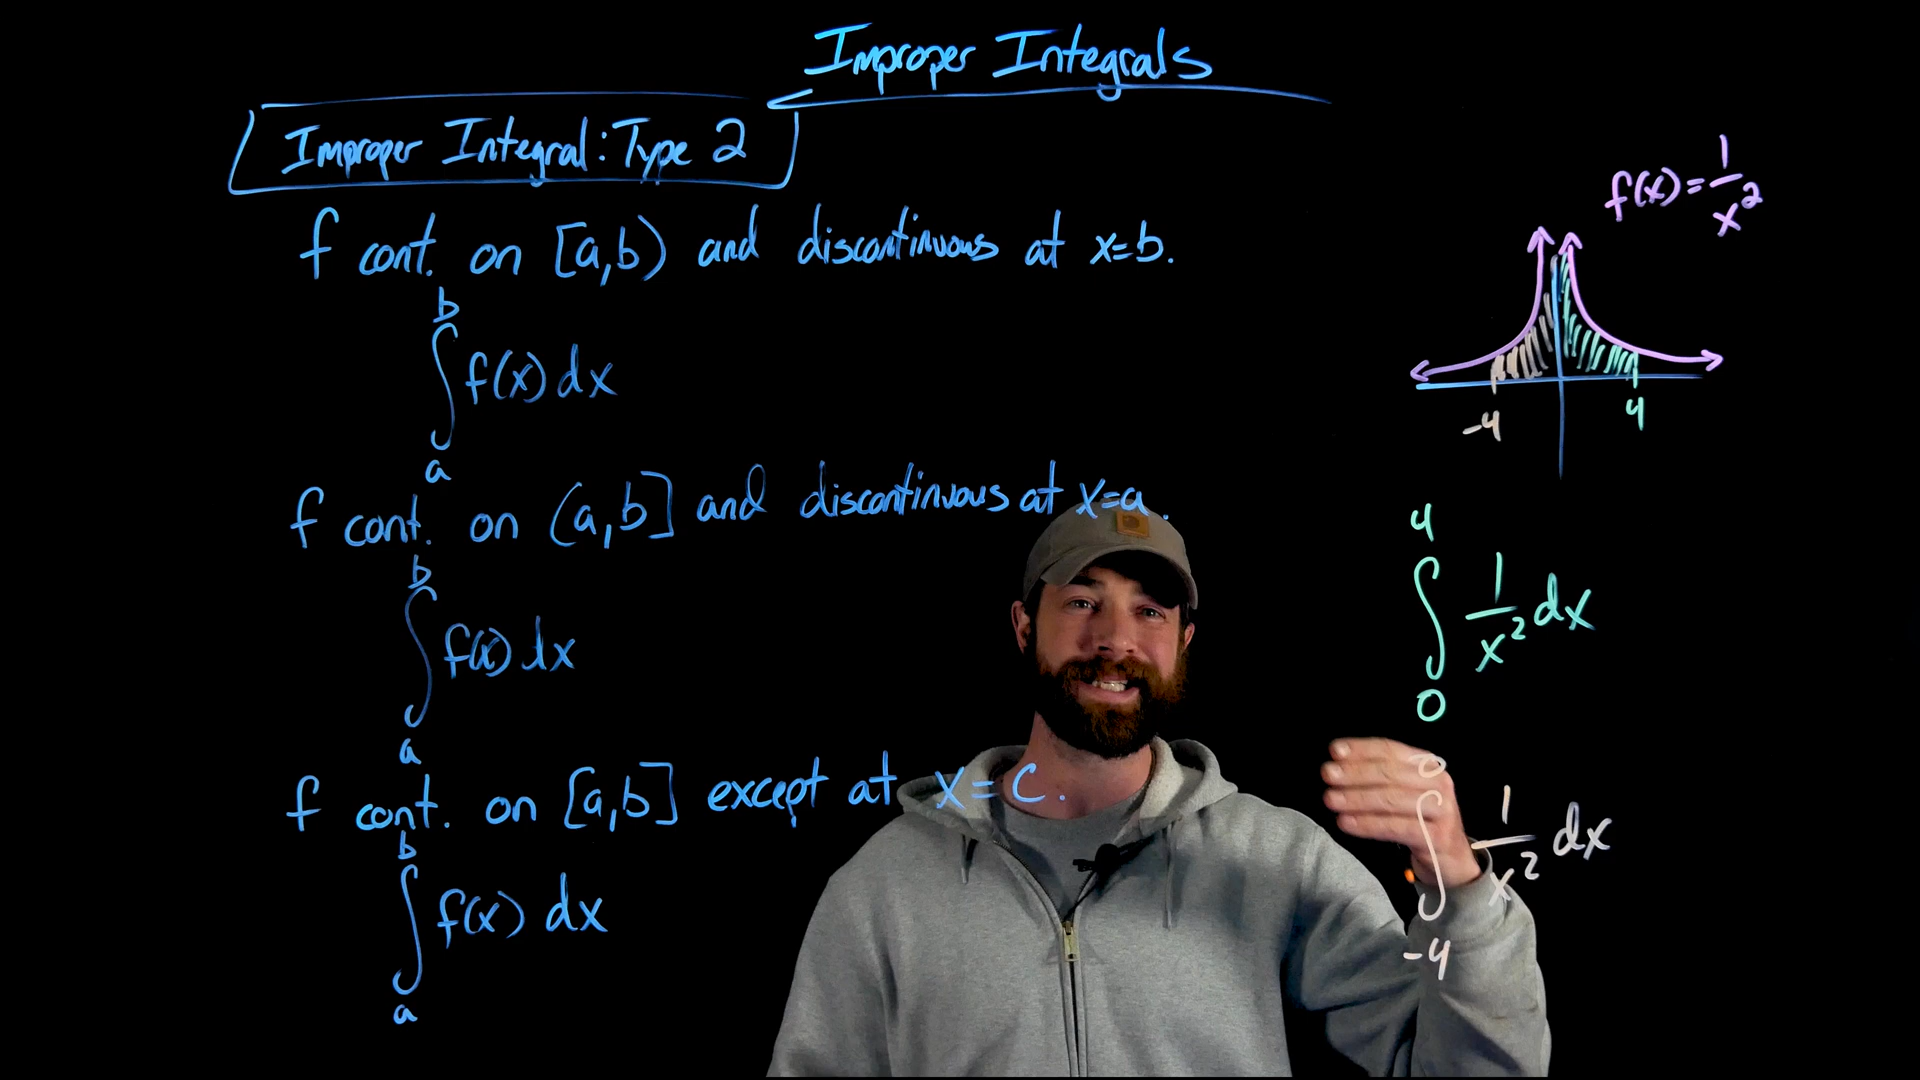 Improper Integrals
Improper Integral: Type 2
f cont. on [a,b) and discontinuous at x=b.
b
∫ f(x) dx
a
f cont. on (a,b] and discontinuous at x=a.
b
∫ f(x) dx
a
f cont. on [a,b] except at x=c.
b
∫ f(x) dx
a
f(x)=1/x²
-4 4
4
∫ 1/x² dx
0
0
∫ 1/x² dx
-4